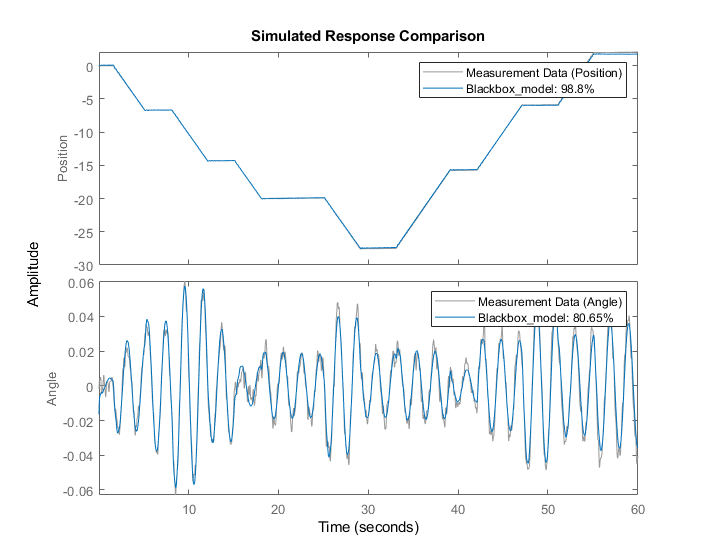 Simulated Response Comparison
Amplitude
Position
0
-5
-10
-15
-20
-25
-30
Measurement Data (Position)
Blackbox_model: 98.8%
Angle
0.06
0.04
0.02
0
-0.02
-0.04
-0.06
Measurement Data (Angle)
Blackbox_model: 80.65%
10 20 30 40 50 60
Time (seconds)